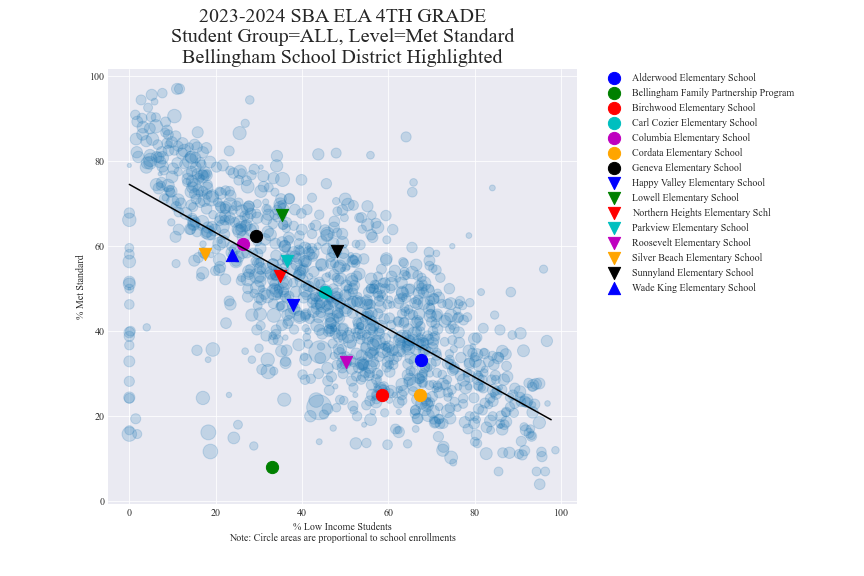 2023-2024 SBA ELA 4TH GRADE
Student Group=ALL, Level=Met Standard
Bellingham School District Highlighted
100
80
60
40
20
0
% Met Standard
0 20 40 60 80 100
% Low Income Students
Note: Circle areas are proportional to school enrollments
Alderwood Elementary School
Bellingham Family Partnership Program
Birchwood Elementary School
Carl Cozier Elementary School
Columbia Elementary School
Cordata Elementary School
Geneva Elementary School
Happy Valley Elementary School
Lowell Elementary School
Northern Heights Elementary Schl
Parkview Elementary School
Roosevelt Elementary School
Silver Beach Elementary School
Sunnyland Elementary School
Wade King Elementary School